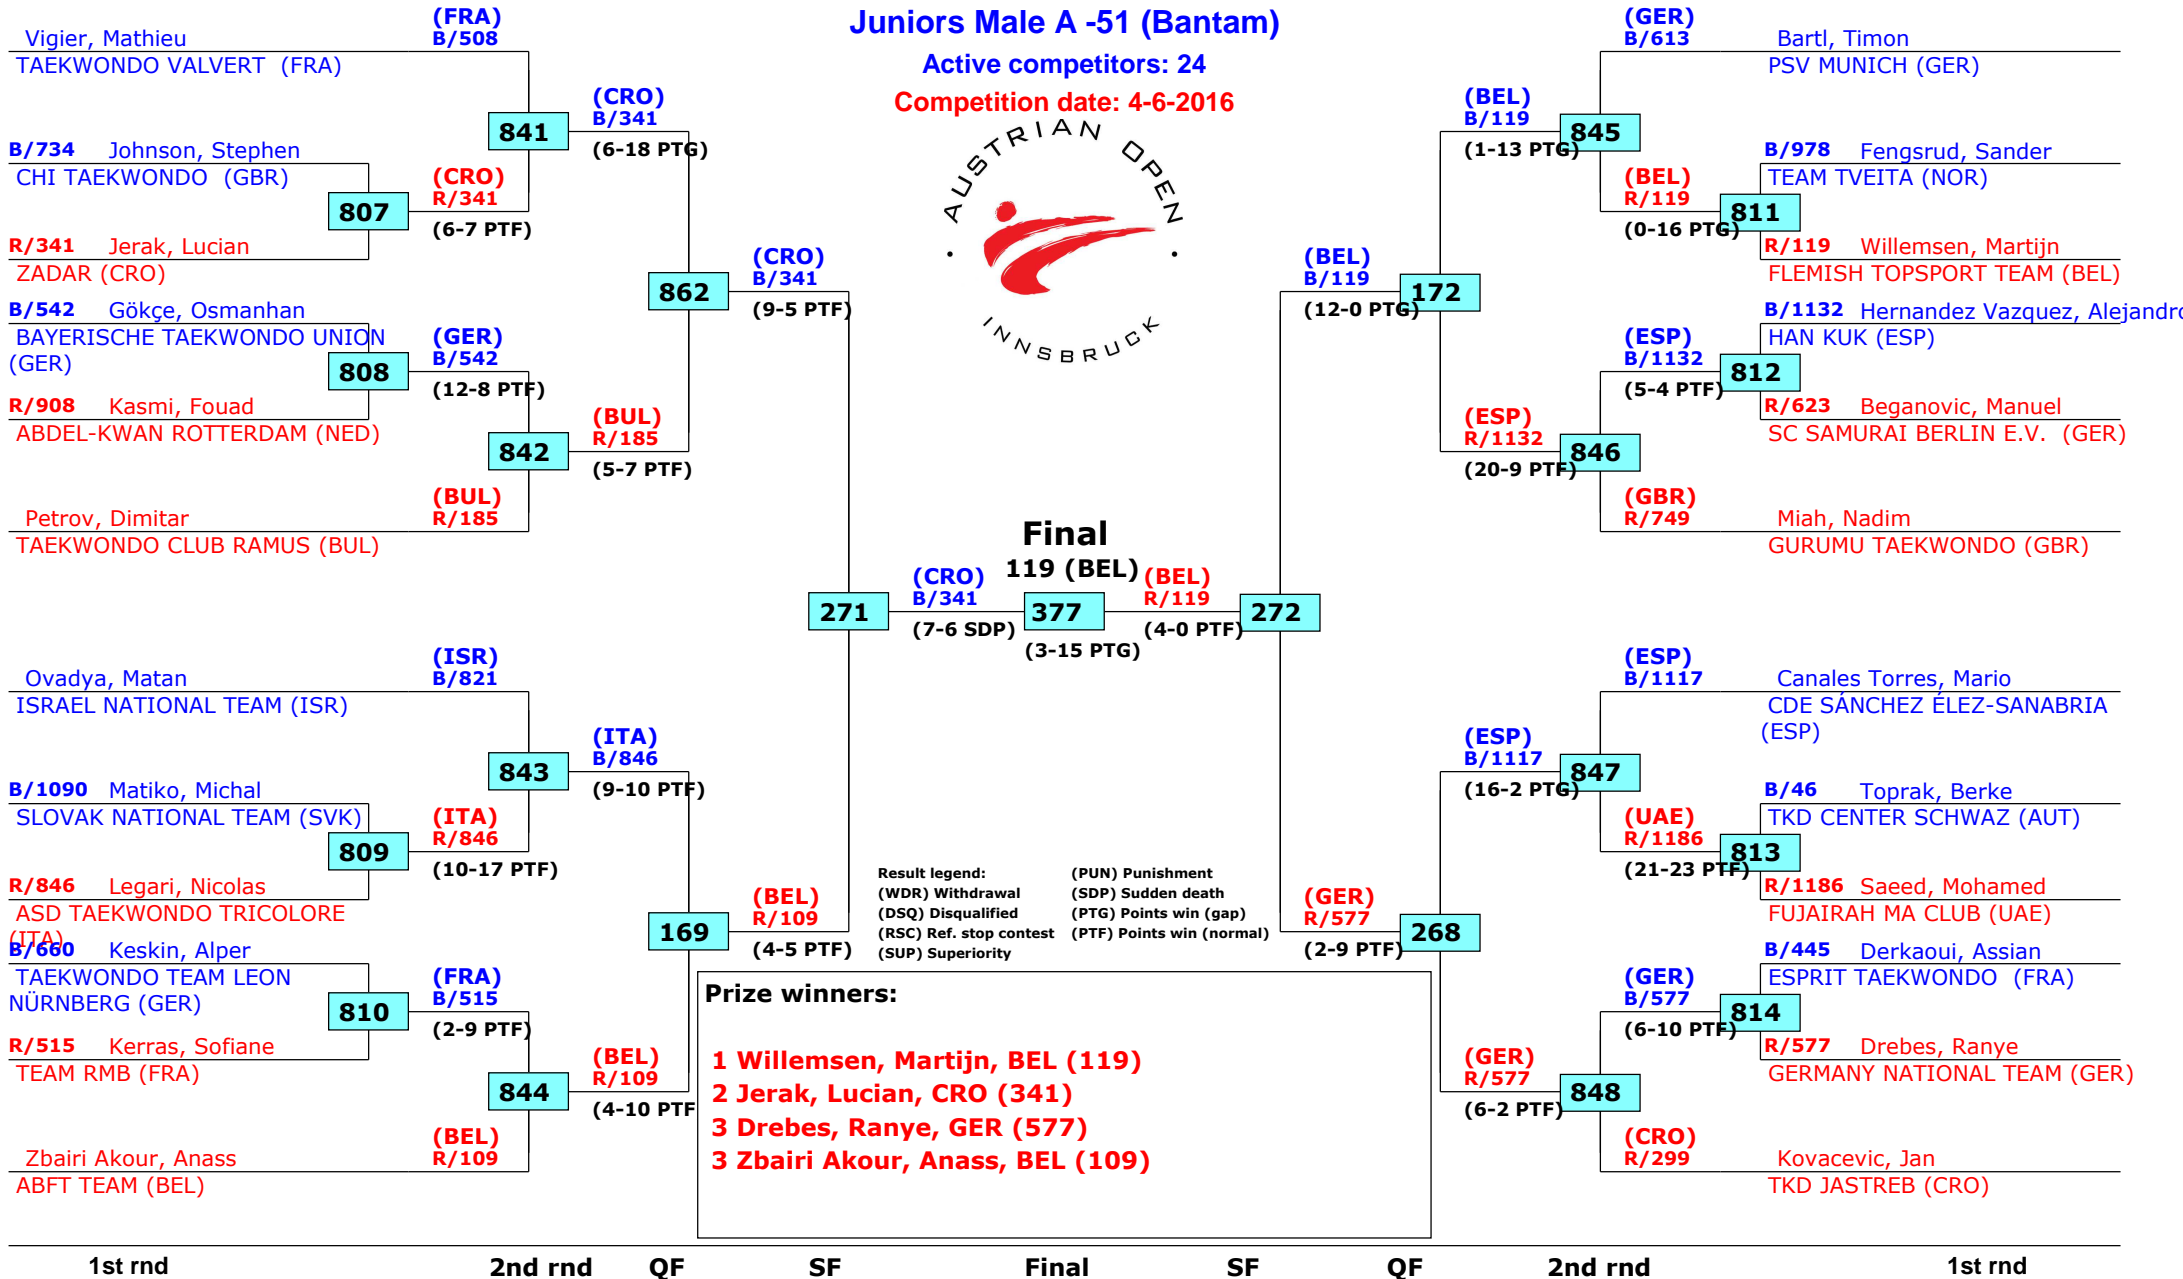 Juniors Male A -51 (Bantam)
Active competitors: 24
Competition date: 4-6-2016
AUSTRIAN OPEN
INNSBRUCK
Vigier, Mathieu
TAEKWONDO VALVERT (FRA)
(FRA)
B/508
B/734 Johnson, Stephen
CHI TAEKWONDO (GBR)
807
R/341 Jerak, Lucian
ZADAR (CRO)
(CRO)
R/341
(6-7 PTF)
841
(CRO)
B/341
(6-18 PTG)
B/542 Gökçe, Osmanhan
BAYERISCHE TAEKWONDO UNION
(GER)
808
R/908 Kasmi, Fouad
ABDEL-KWAN ROTTERDAM (NED)
(GER)
B/542
(12-8 PTF)
842
Petrov, Dimitar
TAEKWONDO CLUB RAMUS (BUL)
(BUL)
R/185
(BUL)
R/185
(5-7 PTF)
862
(CRO)
B/341
(9-5 PTF)
Ovadya, Matan
ISRAEL NATIONAL TEAM (ISR)
(ISR)
B/821
B/1090 Matiko, Michal
SLOVAK NATIONAL TEAM (SVK)
809
R/846 Legari, Nicolas
ASD TAEKWONDO TRICOLORE
(ITA)
(ITA)
R/846
(10-17 PTF)
843
(ITA)
B/846
(9-10 PTF)
B/660 Keskin, Alper
TAEKWONDO TEAM LEON
NÜRNBERG (GER)
810
R/515 Kerras, Sofiane
TEAM RMB (FRA)
(FRA)
B/515
(2-9 PTF)
844
Zbairi Akour, Anass
ABFT TEAM (BEL)
(BEL)
R/109
(BEL)
R/109
(4-10 PTF
169
(BEL)
R/109
(4-5 PTF)
271
(CRO)
B/341
(7-6 SDP)
Final
119 (BEL)
377
(3-15 PTG)
(BEL)
R/119
(4-0 PTF)
272
(GER)
B/613
Bartl, Timon
PSV MUNICH (GER)
845
(BEL)
B/119
(1-13 PTG)
B/978 Fengsrud, Sander
TEAM TVEITA (NOR)
811
R/119 Willemsen, Martijn
FLEMISH TOPSPORT TEAM (BEL)
(BEL)
R/119
(0-16 PTG)
(BEL)
B/119
(12-0 PTG)
172
B/1132 Hernandez Vazquez, Alejandro
HAN KUK (ESP)
812
R/623 Beganovic, Manuel
SC SAMURAI BERLIN E.V. (GER)
(ESP)
B/1132
(5-4 PTF)
(ESP)
R/1132
(20-9 PTF)
846
(GBR)
R/749
Miah, Nadim
GURUMU TAEKWONDO (GBR)
(ESP)
B/1117
Canales Torres, Mario
CDE SÁNCHEZ ÉLEZ-SANABRIA
(ESP)
(ESP)
B/1117
(16-2 PTG)
847
B/46 Toprak, Berke
TKD CENTER SCHWAZ (AUT)
813
R/1186 Saeed, Mohamed
FUJAIRAH MA CLUB (UAE)
(UAE)
R/1186
(21-23 PTF)
(GER)
R/577
(2-9 PTF)
268
B/445 Derkaoui, Assian
ESPRIT TAEKWONDO (FRA)
814
R/577 Drebes, Ranye
GERMANY NATIONAL TEAM (GER)
(GER)
B/577
(6-10 PTF)
(GER)
R/577
(6-2 PTF)
848
(CRO)
R/299
Kovacevic, Jan
TKD JASTREB (CRO)
Result legend:
(WDR) Withdrawal
(DSQ) Disqualified
(RSC) Ref. stop contest
(SUP) Superiority
(PUN) Punishment
(SDP) Sudden death
(PTG) Points win (gap)
(PTF) Points win (normal)
Prize winners:
1 Willemsen, Martijn, BEL (119)
2 Jerak, Lucian, CRO (341)
3 Drebes, Ranye, GER (577)
3 Zbairi Akour, Anass, BEL (109)
1st rnd 2nd rnd QF SF Final SF QF 2nd rnd 1st rnd